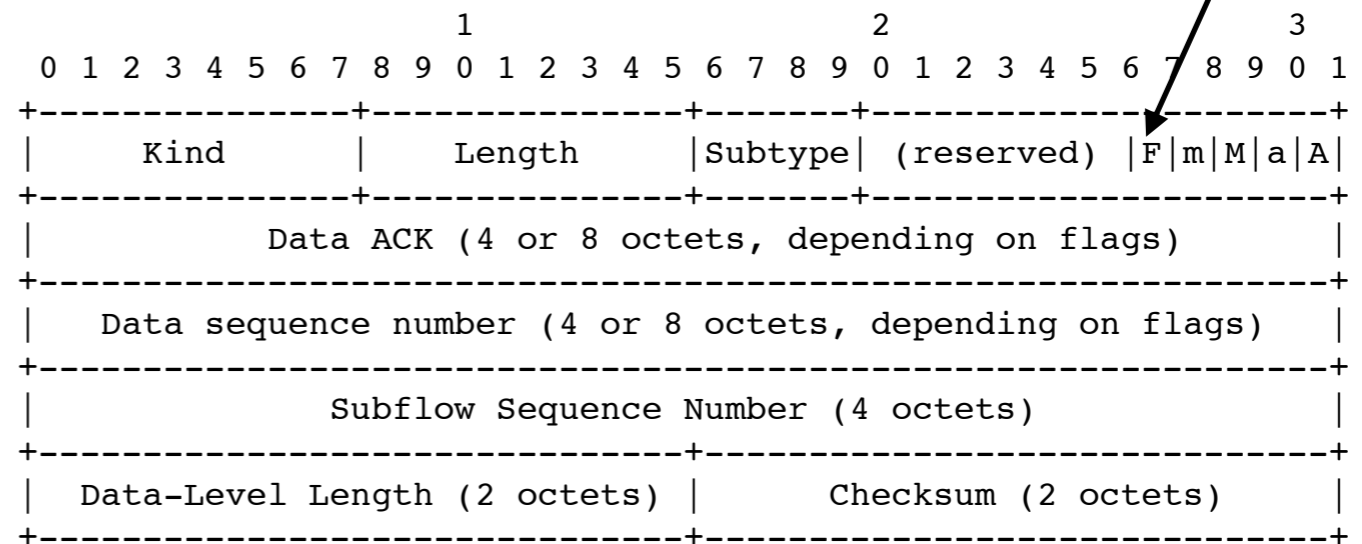 1 2 3
0 1 2 3 4 5 6 7 8 9 0 1 2 3 4 5 6 7 8 9 0 1 2 3 4 5 6 7 8 9 0 1
+---------------+---------------+-------+----------------------+
| Kind | Length |Subtype| (reserved) |F|m|M|a|A|
+---------------+---------------+-------+----------------------+
| Data ACK (4 or 8 octets, depending on flags) |
+--------------------------------------------------------------+
| Data sequence number (4 or 8 octets, depending on flags) |
+--------------------------------------------------------------+
| Subflow Sequence Number (4 octets) |
+-------------------------------+------------------------------+
| Data-Level Length (2 octets) | Checksum (2 octets) |
+-------------------------------+------------------------------+